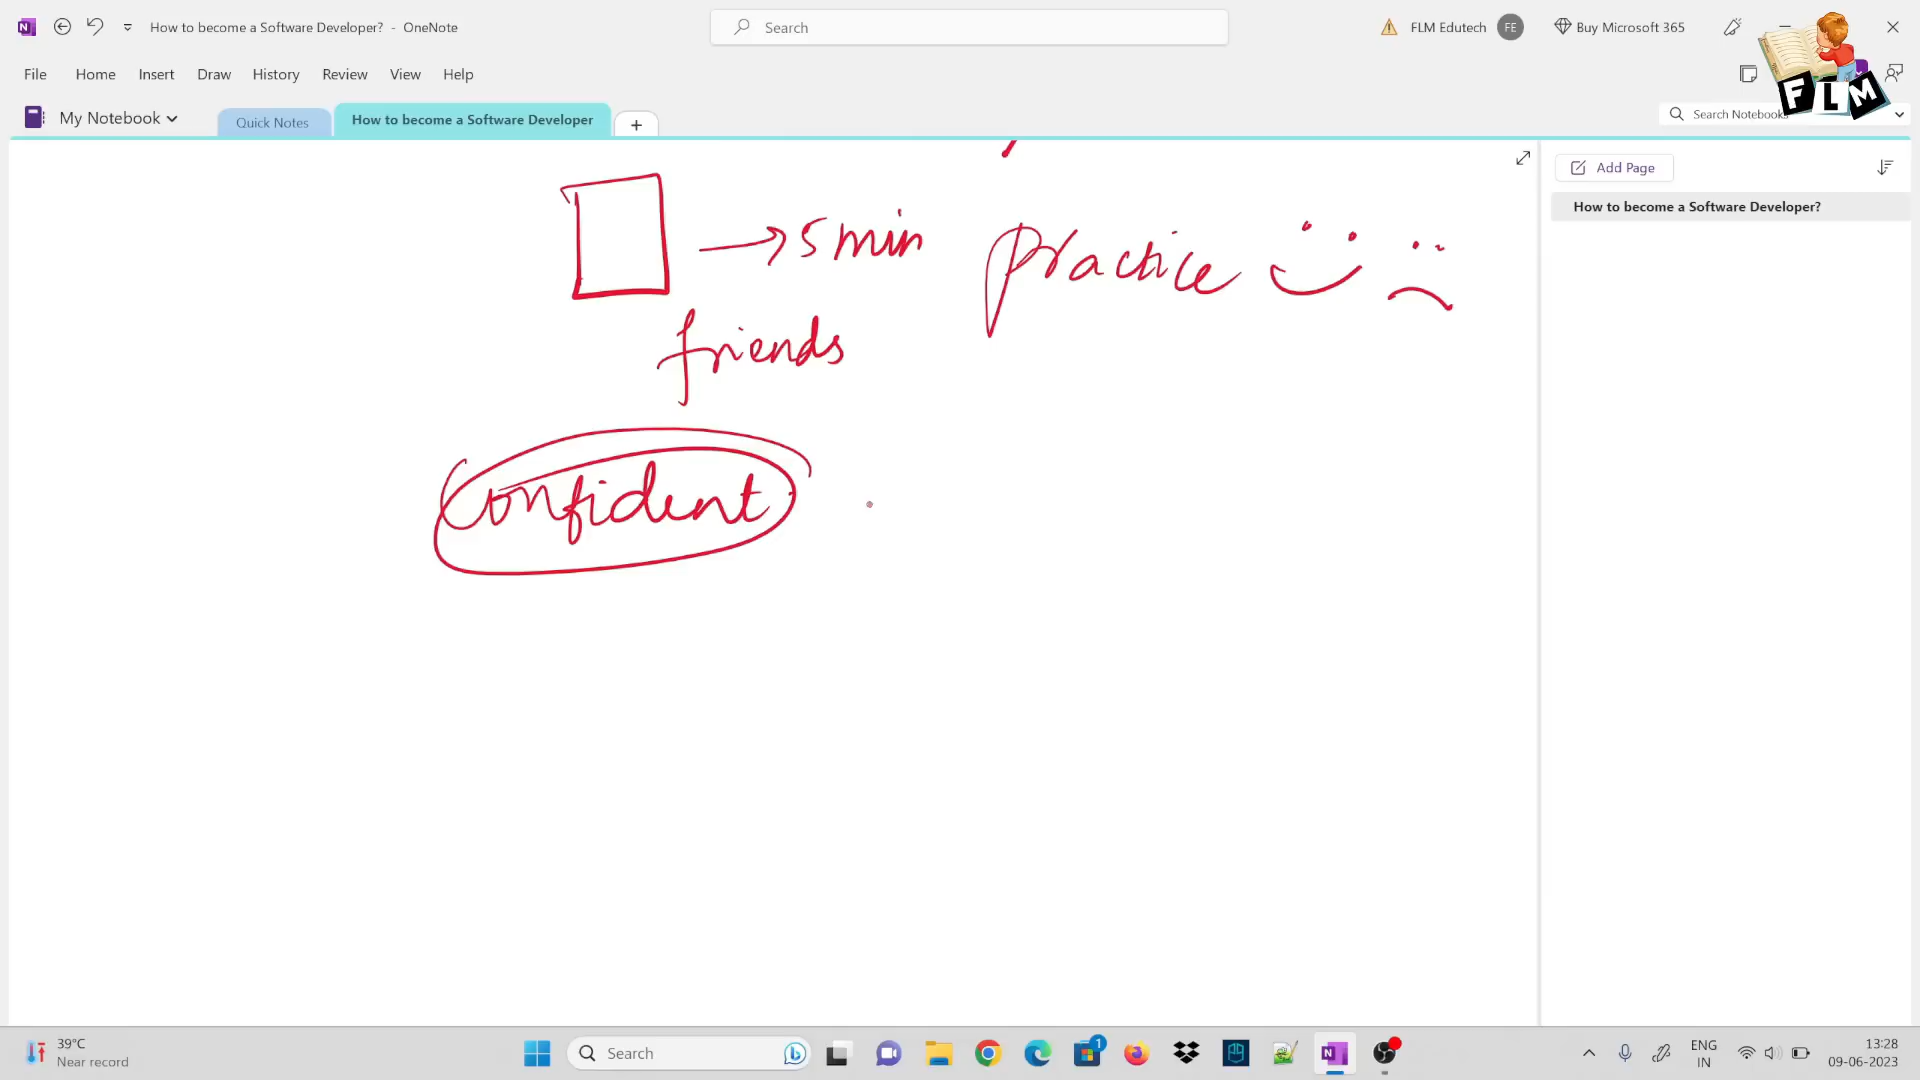 How to become a Software Developer? - OneNote
Search
FLM Edutech FE
Buy Microsoft 365
File Home Insert Draw History Review View Help
FLM
My Notebook
Quick Notes
How to become a Software Developer
+
Search Notebooks
Add Page
How to become a Software Developer?
5 min
practice
friends
Confident
39°C
Near record
Search
1
ENG
IN
13:28
09-06-2023